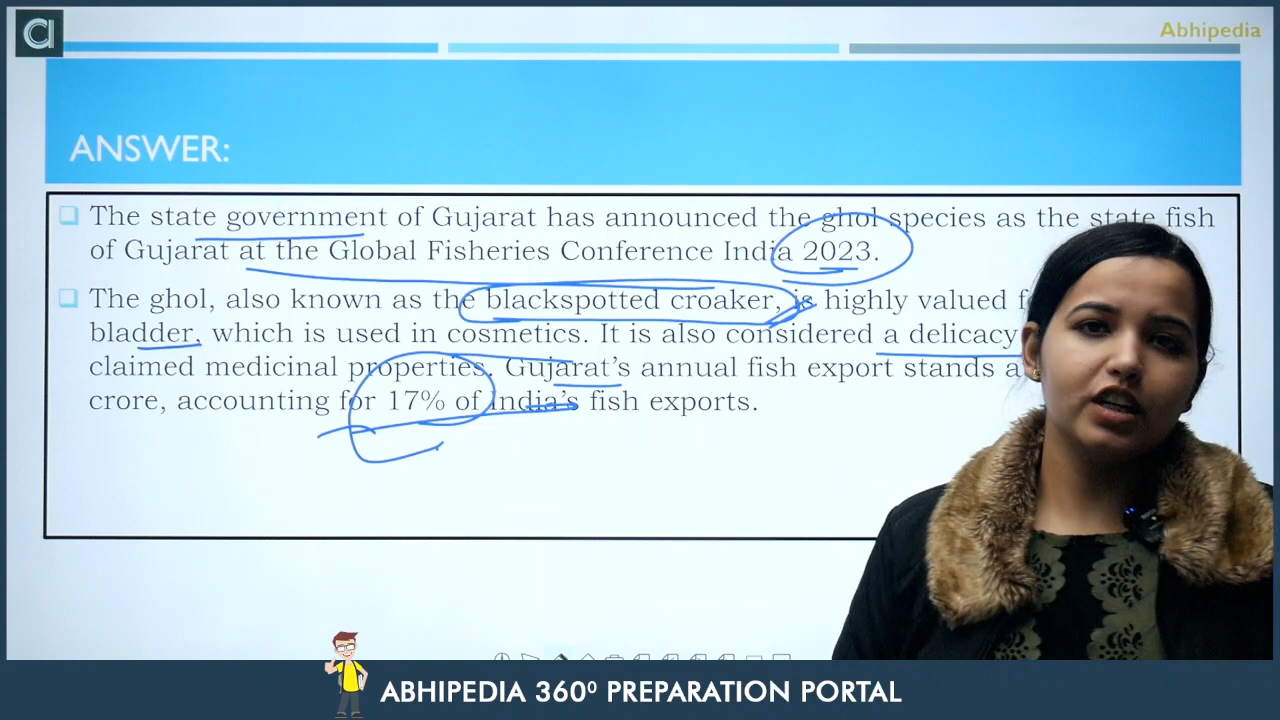 Abhipedia
ANSWER:
The state government of Gujarat has announced the ghol species as the state fish
of Gujarat at the Global Fisheries Conference India 2023.
The ghol, also known as the blackspotted croaker, is highly valued
bladder, which is used in cosmetics. It is also considered a delicacy
claimed medicinal properties. Gujarat's annual fish export stands
crore, accounting for 17% of India's fish exports.
ABHIPEDIA 360⁰ PREPARATION PORTAL